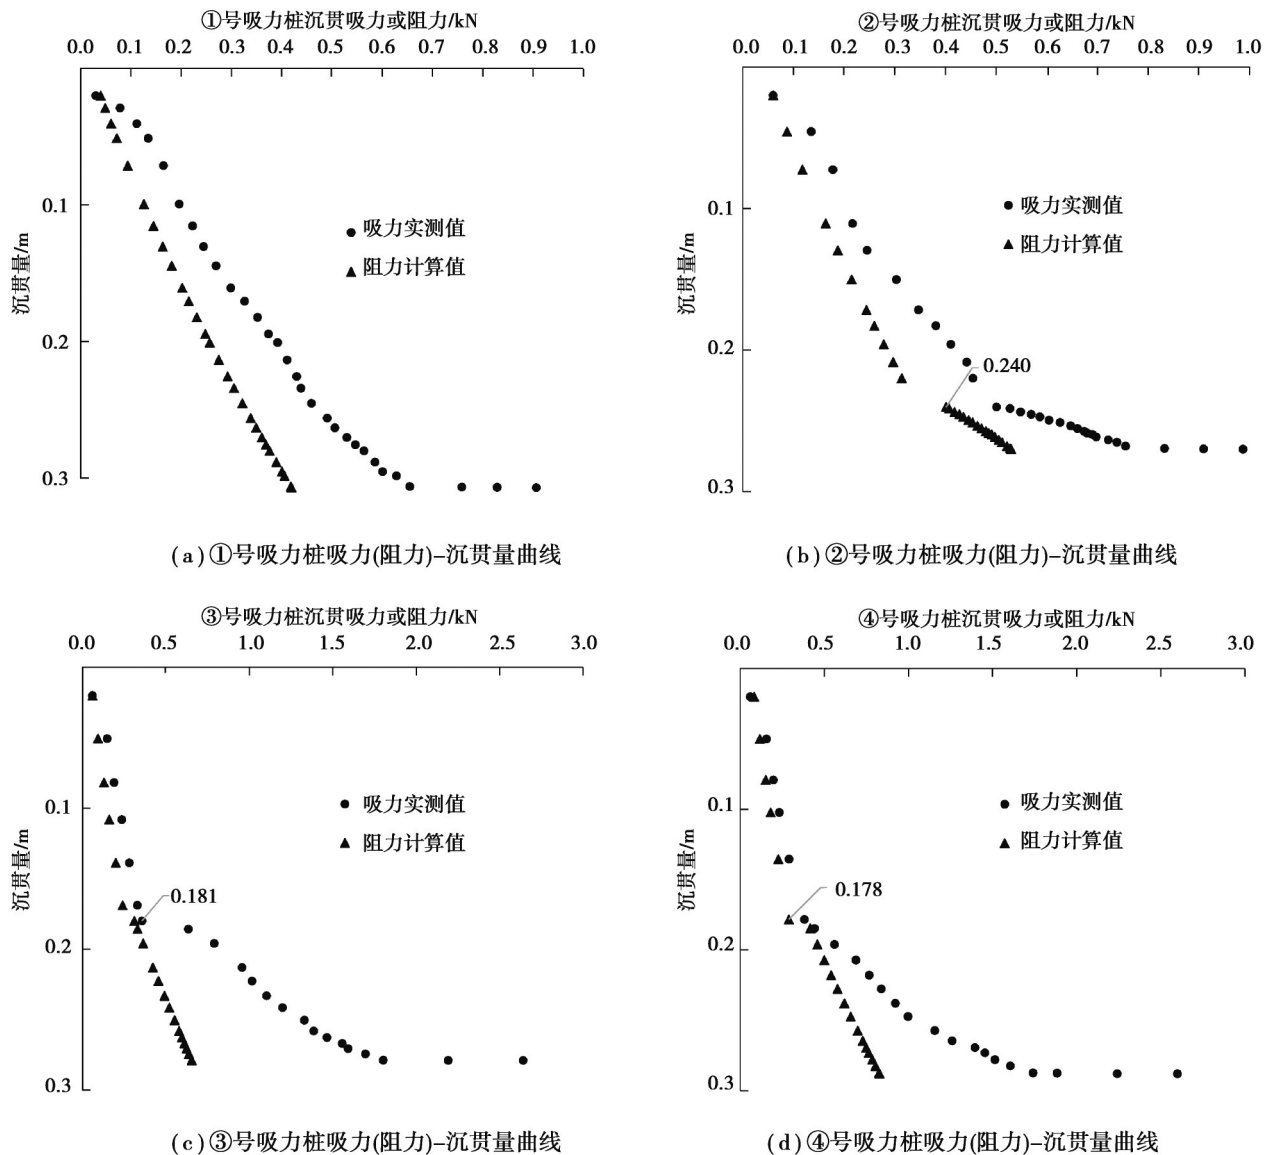 ①号吸力桩沉贯吸力或阻力/kN
0.0 0.1 0.2 0.3 0.4 0.5 0.6 0.7 0.8 0.9 1.0
沉贯量/m
0.1
0.2
0.3
吸力实测值
阻力计算值
(a)①号吸力桩吸力(阻力)–沉贯量曲线
②号吸力桩沉贯吸力或阻力/kN
0.0 0.1 0.2 0.3 0.4 0.5 0.6 0.7 0.8 0.9 1.0
沉贯量/m
0.1
0.2
0.3
吸力实测值
阻力计算值
0.240
(b)②号吸力桩吸力(阻力)–沉贯量曲线
③号吸力桩沉贯吸力或阻力/kN
0.0 0.5 1.0 1.5 2.0 2.5 3.0
沉贯量/m
0.1
0.2
0.3
吸力实测值
阻力计算值
0.181
(c)③号吸力桩吸力(阻力)–沉贯量曲线
④号吸力桩沉贯吸力或阻力/kN
0.0 0.5 1.0 1.5 2.0 2.5 3.0
沉贯量/m
0.1
0.2
0.3
吸力实测值
阻力计算值
0.178
(d)④号吸力桩吸力(阻力)–沉贯量曲线